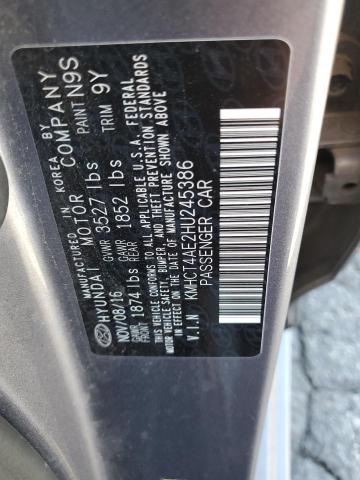 MANUFACTURED IN KOREA BY
HYUNDAI MOTOR COMPANY
NOV/08/16 GVWR 3527 lbs PAINT N9S
GAWR FRONT 1874 lbs GAWR REAR 1852 lbs TRIM 9Y
THIS VEHICLE CONFORMS TO ALL APPLICABLE U.S.A. FEDERAL
MOTOR VEHICLE SAFETY, BUMPER, AND THEFT PREVENTION STANDARDS
IN EFFECT ON THE DATE OF MANUFACTURE SHOWN ABOVE
V.I.N KMHCT4AE2HU245386
PASSENGER CAR